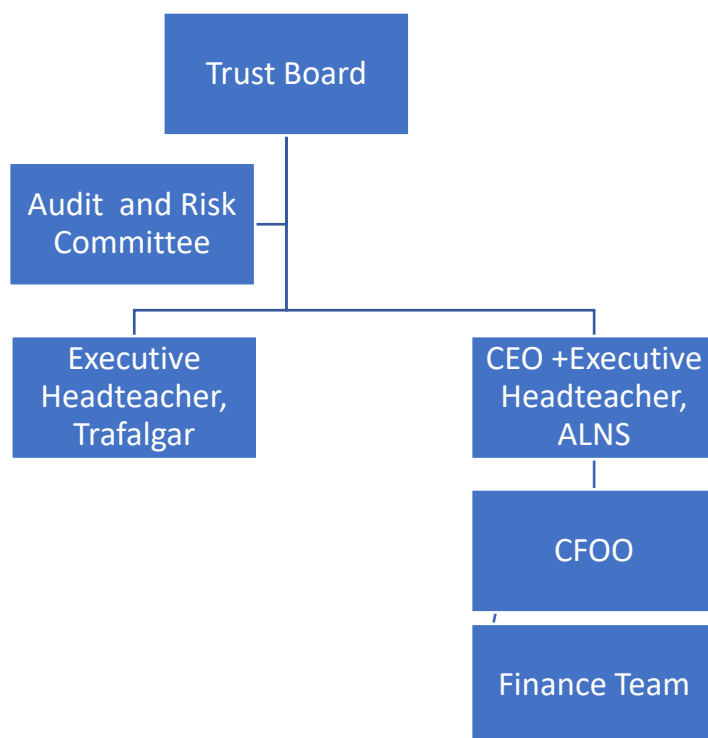 Trust Board
Audit  and Risk
Committee
Executive
Headteacher,
Trafalgar
CEO +Executive
Headteacher,
ALNS
CFOO
Finance Team